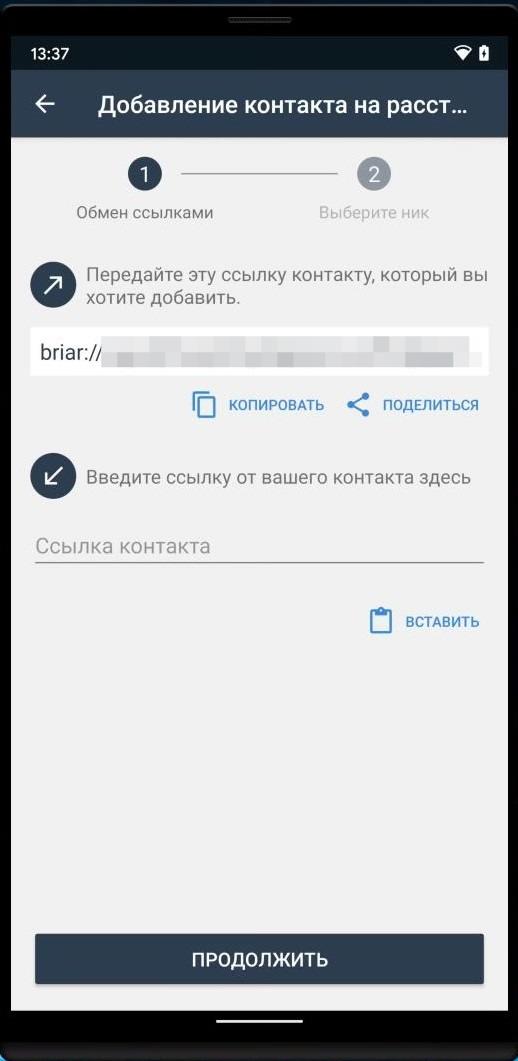 13:37
Добавление контакта на расст...
1
2
Обмен ссылками
Выберите ник
Передайте эту ссылку контакту, который вы
хотите добавить.
briar://
КОПИРОВАТЬ
ПОДЕЛИТЬСЯ
Введите ссылку от вашего контакта здесь
Ссылка контакта
ВСТАВИТЬ
ПРОДОЛЖИТЬ